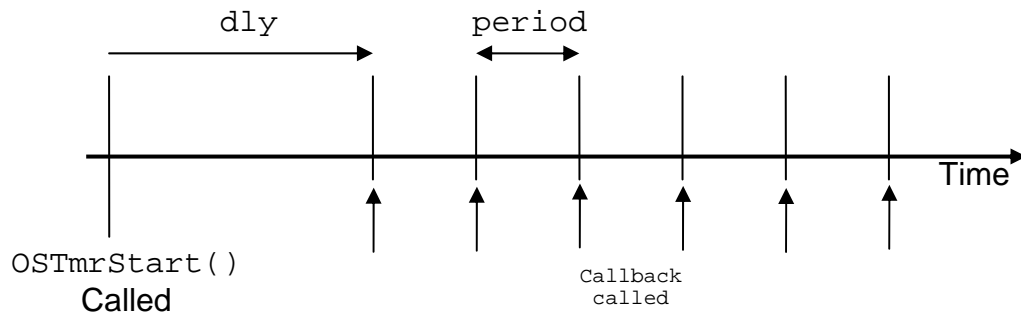 dly
period
Time
OSTmrStart()
Called
Callback
called